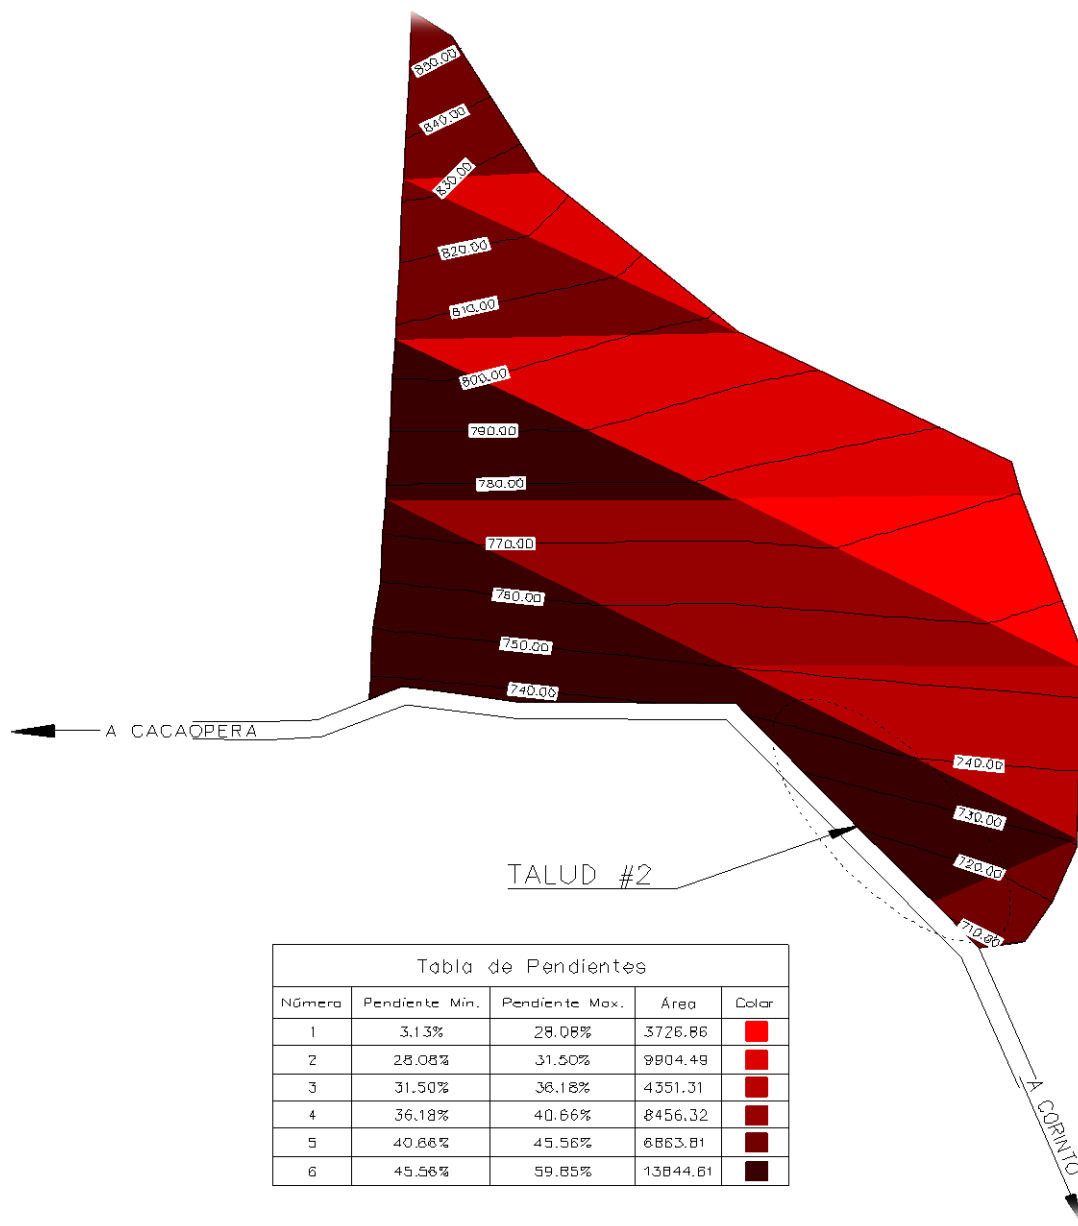 850.00
840.00
830.00
820.00
810.00
800.00
790.00
780.00
770.00
760.00
750.00
740.00
A CACAOPERA
740.00
730.00
720.00
TALUD #2
710.00
Tabla de Pendientes
Número Pendiente Min. Pendiente Max. Área Color
1 3.13% 28.08% 3726.86
2 28.08% 31.50% 9904.49
3 31.50% 36.18% 4351.31
4 36.18% 40.66% 8456.32
5 40.66% 45.56% 6863.81
6 45.56% 59.85% 13844.61
A CORINTO